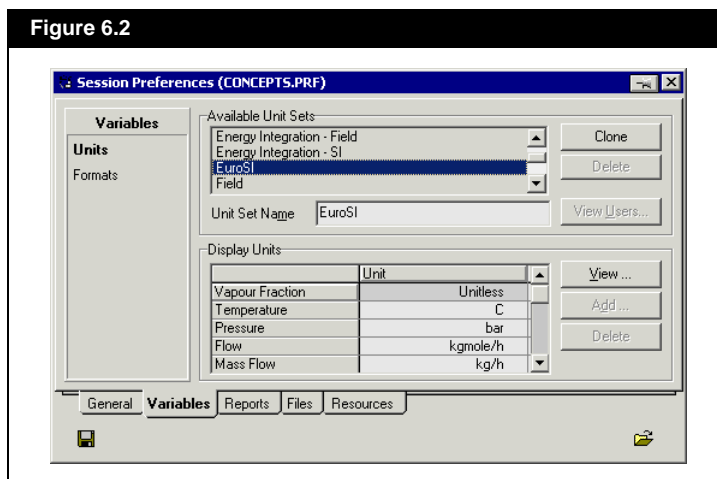 Figure 6.2
Session Preferences (CONCEPTS.PRF)
Variables
Units
Formats
Available Unit Sets
Energy Integration - Field
Energy Integration - SI
EuroSI
Field
Unit Set Name EuroSI
Clone
Delete
View Users...
Display Units
Unit
Vapour Fraction Unitless
Temperature C
Pressure bar
Flow kgmole/h
Mass Flow kg/h
View ...
Add ...
Delete
General Variables Reports Files Resources